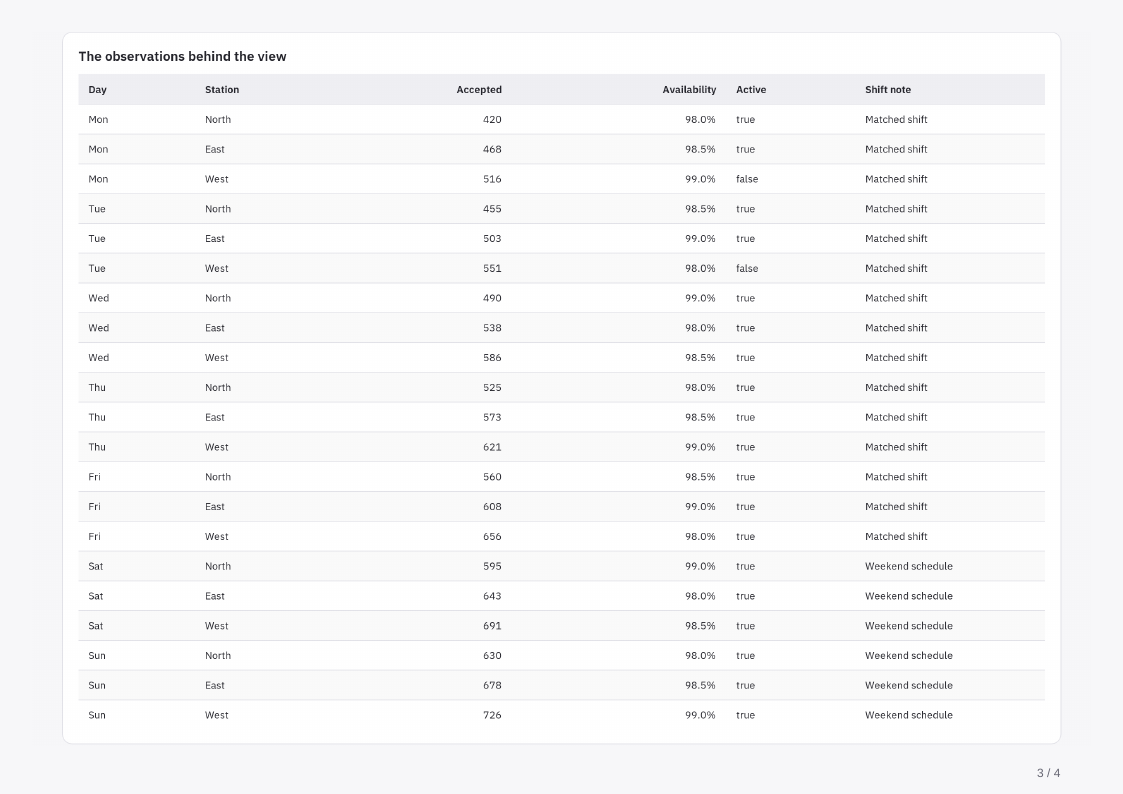 The observations behind the view
Day Station Accepted Availability Active Shift note
Mon North 420 98.0% true Matched shift
Mon East 468 98.5% true Matched shift
Mon West 516 99.0% false Matched shift
Tue North 455 98.5% true Matched shift
Tue East 503 99.0% true Matched shift
Tue West 551 98.0% false Matched shift
Wed North 490 99.0% true Matched shift
Wed East 538 98.0% true Matched shift
Wed West 586 98.5% true Matched shift
Thu North 525 98.0% true Matched shift
Thu East 573 98.5% true Matched shift
Thu West 621 99.0% true Matched shift
Fri North 560 98.5% true Matched shift
Fri East 608 99.0% true Matched shift
Fri West 656 98.0% true Matched shift
Sat North 595 99.0% true Weekend schedule
Sat East 643 98.0% true Weekend schedule
Sat West 691 98.5% true Weekend schedule
Sun North 630 98.0% true Weekend schedule
Sun East 678 98.5% true Weekend schedule
Sun West 726 99.0% true Weekend schedule
3 / 4